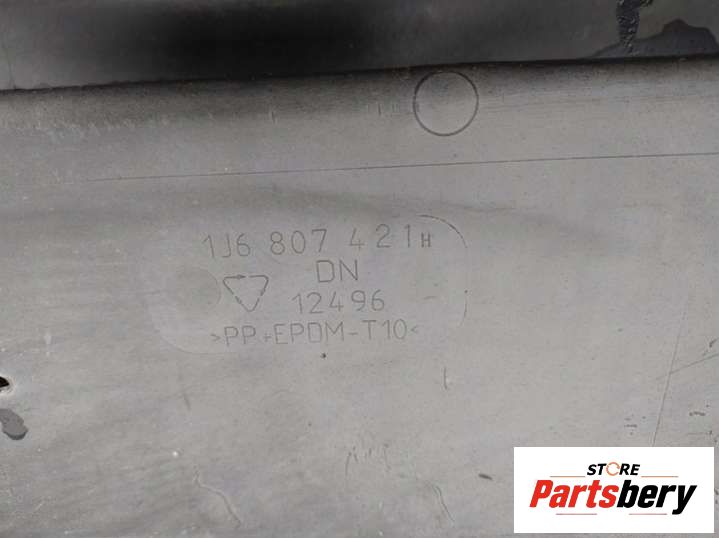 1J6 807 421 H
DN
12496
>PP+EPDM-T10<
STORE
Partsbery